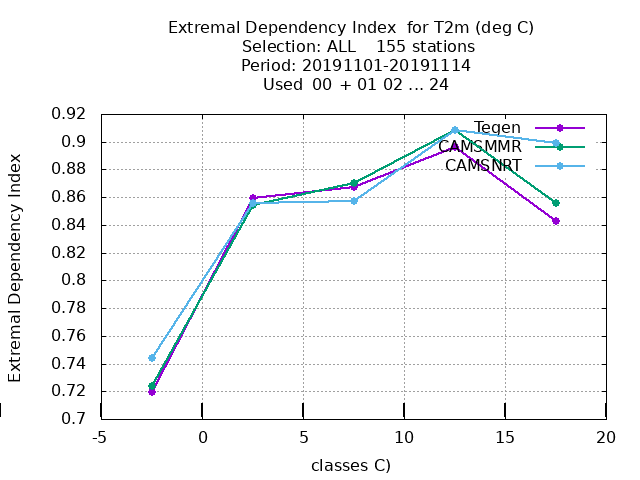 Extremal Dependency Index  for T2m (deg C)
Selection: ALL    155 stations
Period: 20191101-20191114
Used  00  + 01 02 ... 24
Extremal Dependency Index
0.92
0.9
0.88
0.86
0.84
0.82
0.8
0.78
0.76
0.74
0.72
0.7
Tegen
CAMSMMR
CAMSNRT
-5 0 5 10 15 20
classes C)